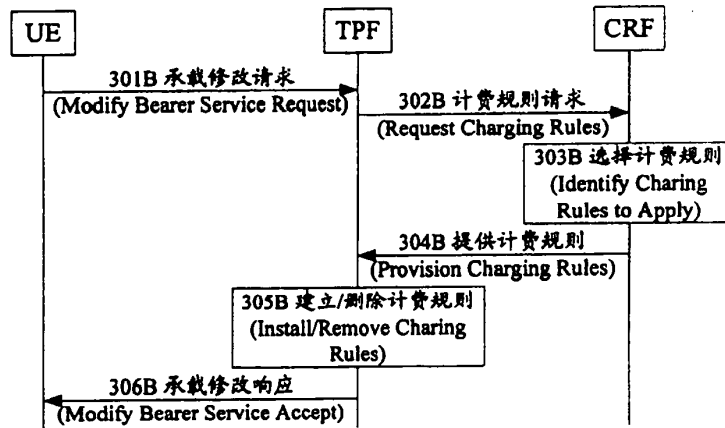 UE
TPF
CRF
301B 承载修改请求
(Modify Bearer Service Request)
302B 计费规则请求
(Request Charging Rules)
303B 选择计费规则
(Identify Charing
Rules to Apply)
304B 提供计费规则
(Provision Charging Rules)
305B 建立/删除计费规则
(Install/Remove Charing
Rules)
306B 承载修改响应
(Modify Bearer Service Accept)